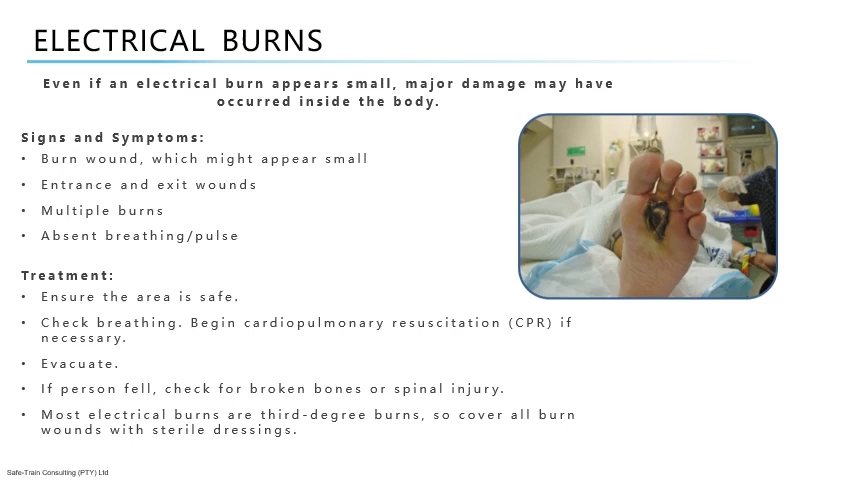 ELECTRICAL BURNS
Even if an electrical burn appears small, major damage may have
occurred inside the body.
Signs and Symptoms:
• Burn wound, which might appear small
• Entrance and exit wounds
• Multiple burns
• Absent breathing/pulse
Treatment:
• Ensure the area is safe.
• Check breathing. Begin cardiopulmonary resuscitation (CPR) if
necessary.
• Evacuate.
• If person fell, check for broken bones or spinal injury.
• Most electrical burns are third-degree burns, so cover all burn
wounds with sterile dressings.
Safe-Train Consulting (PTY) Ltd